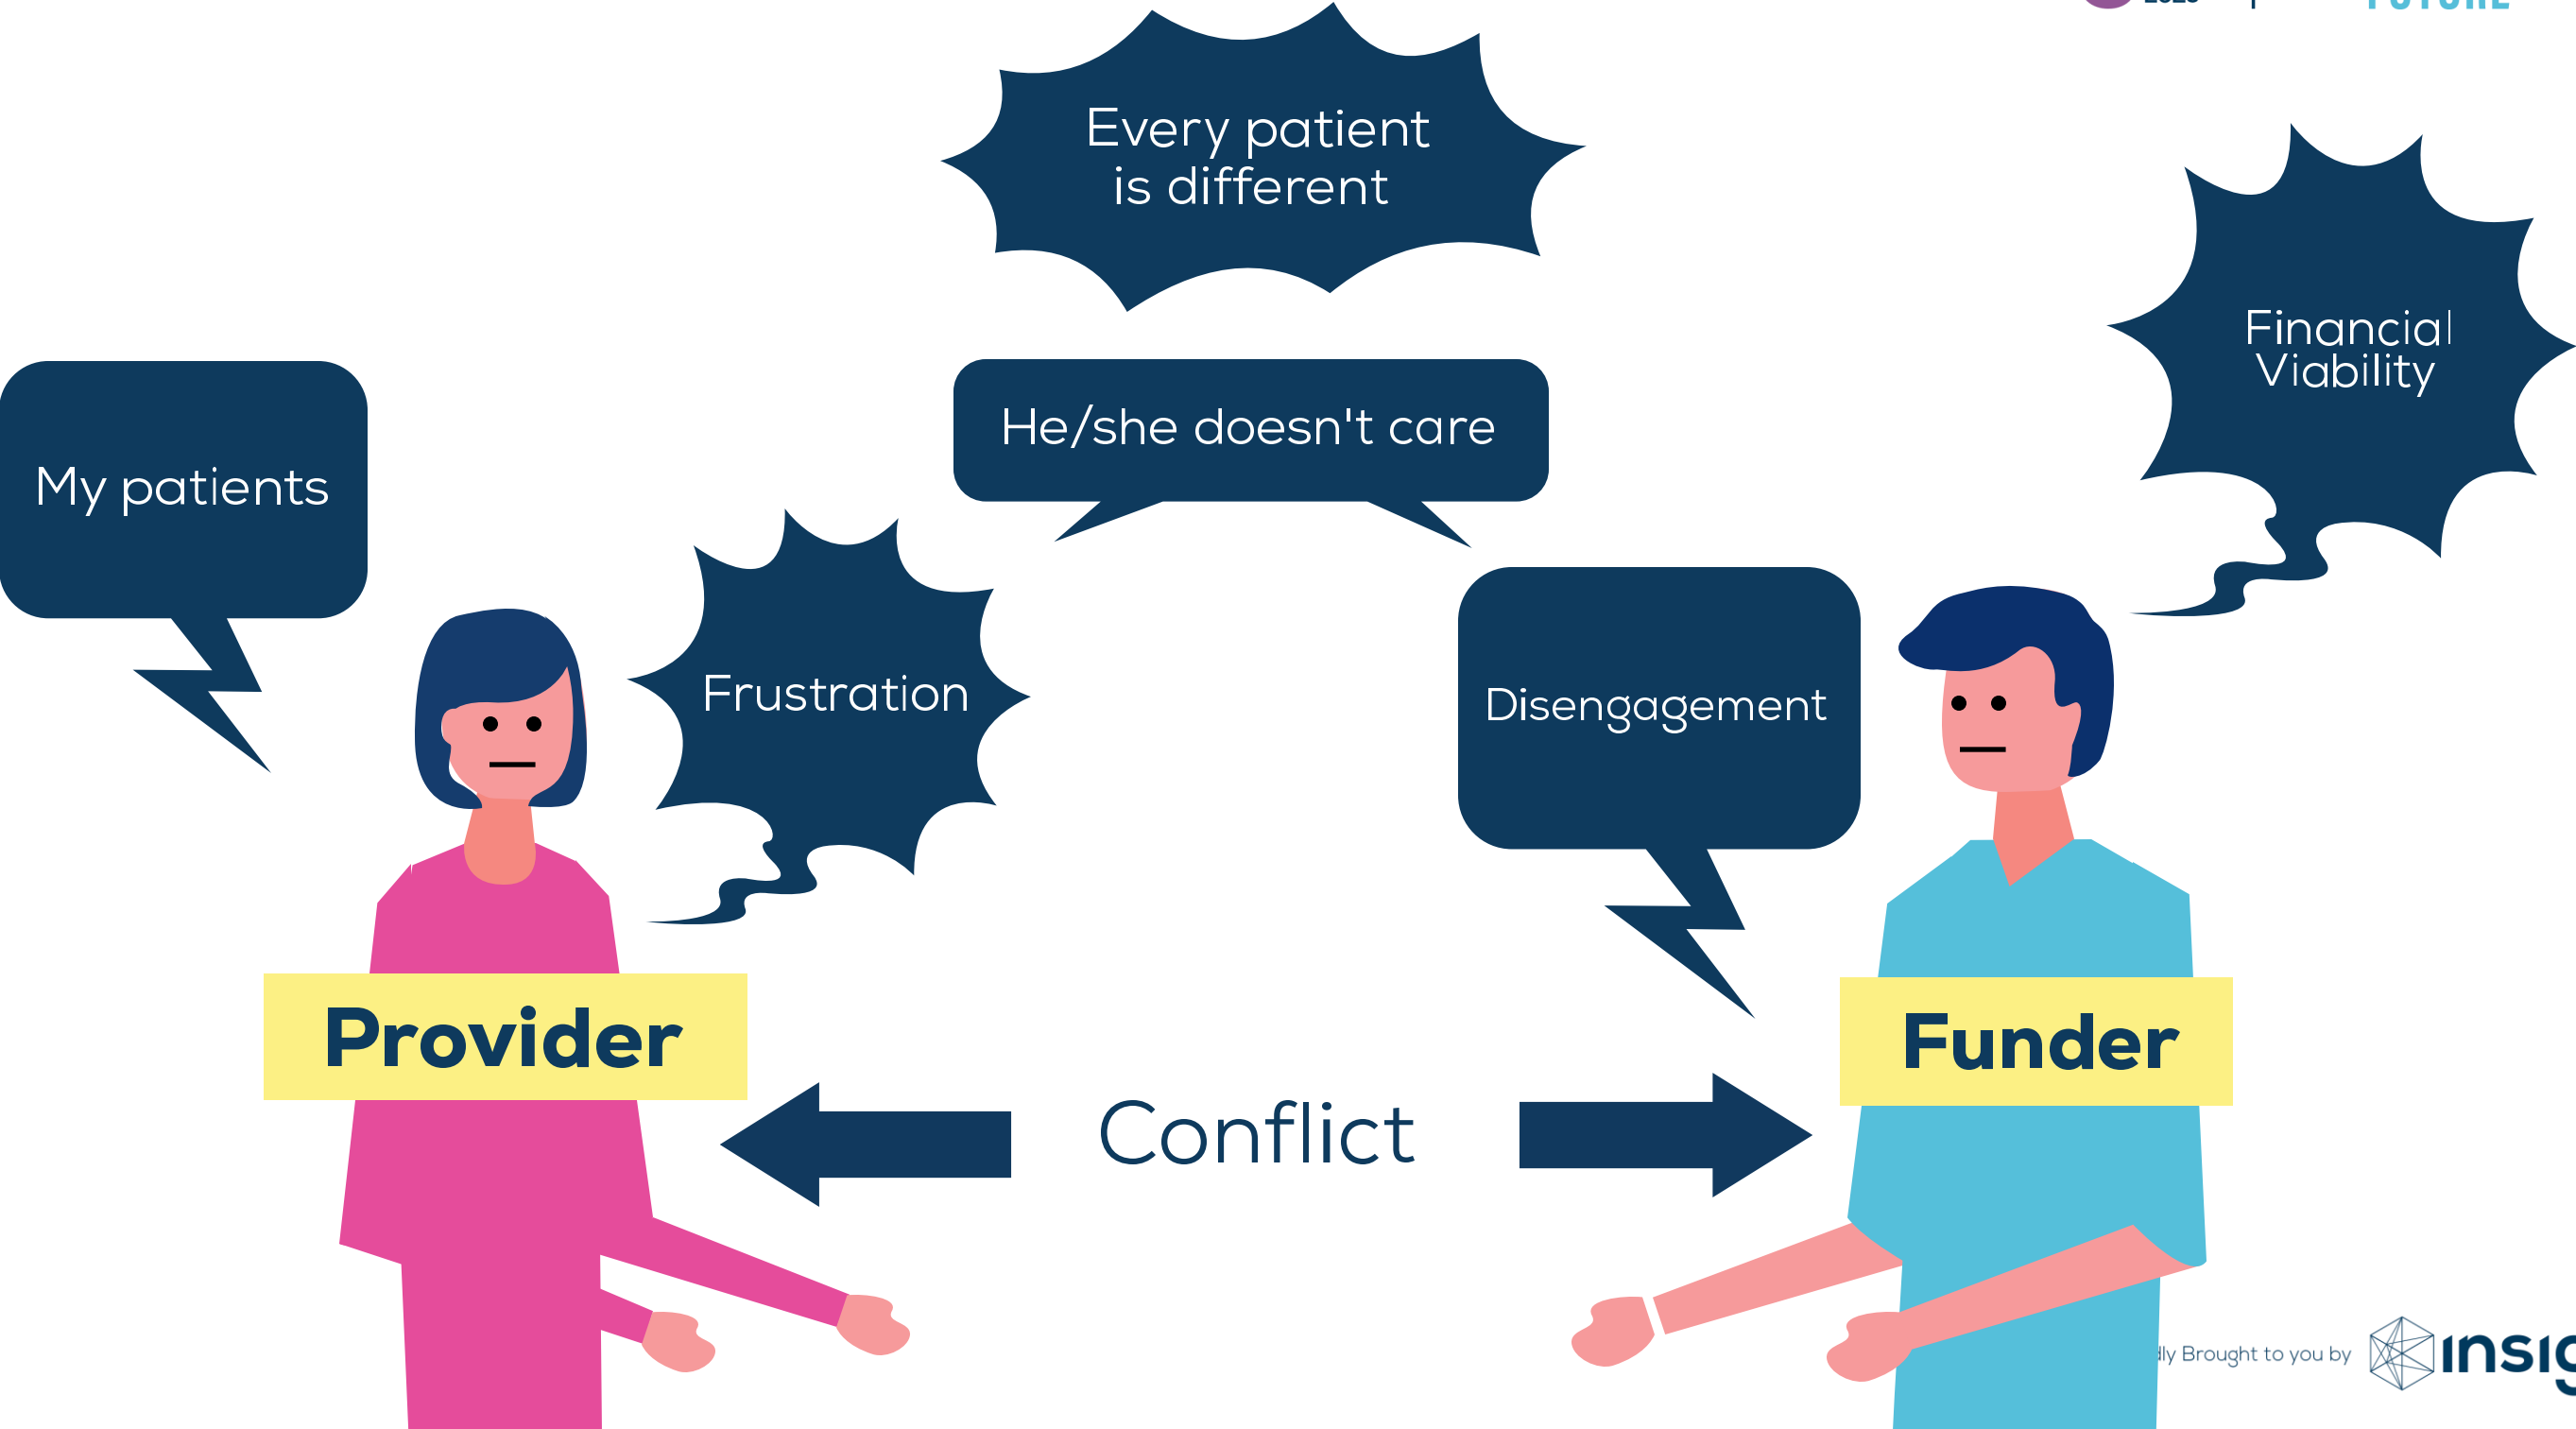 Every patient
is different
Financial
Viability
He/she doesn't care
My patients
Frustration
Disengagement
Provider
Funder
Conflict
Brought to you by